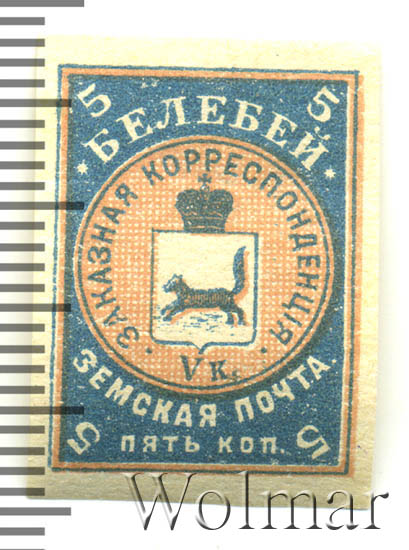 5 5
* БЕЛЕБЕЙ *
· ЗАКАЗНАЯ КОРРЕСПОНДЕНЦІЯ ·
V к.
ЗЕМСКАЯ ПОЧТА.
5 ПЯТЬ КОП. 5
Wolmar